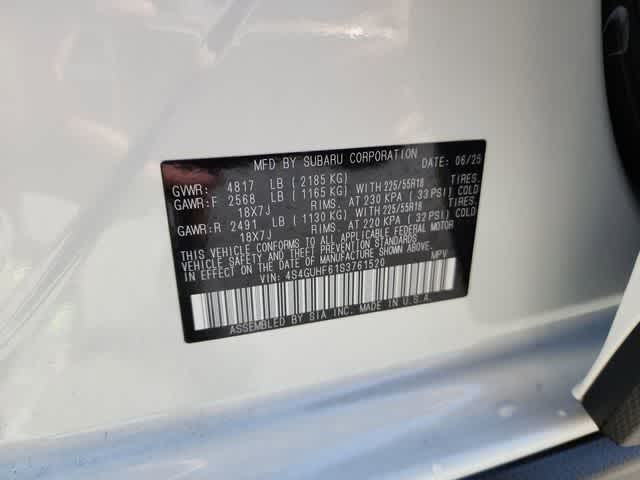 MFD BY SUBARU CORPORATION DATE: 06/25
GVWR: 4817 LB (2185 KG)
GAWR:F 2568 LB (1165 KG) WITH 225/55R18 TIRES.
18X7J RIMS. AT 230 KPA (33 PSI) COLD
GAWR:R 2491 LB (1130 KG) WITH 225/55R18 TIRES.
18X7J RIMS. AT 220 KPA (32 PSI) COLD
THIS VEHICLE CONFORMS TO ALL APPLICABLE FEDERAL MOTOR
VEHICLE SAFETY AND THEFT PREVENTION STANDARDS
IN EFFECT ON THE DATE OF MANUFACTURE SHOWN ABOVE.
VIN: 4S4GUHF61S3761520 MPV
ASSEMBLED BY SIA INC. MADE IN U.S.A.